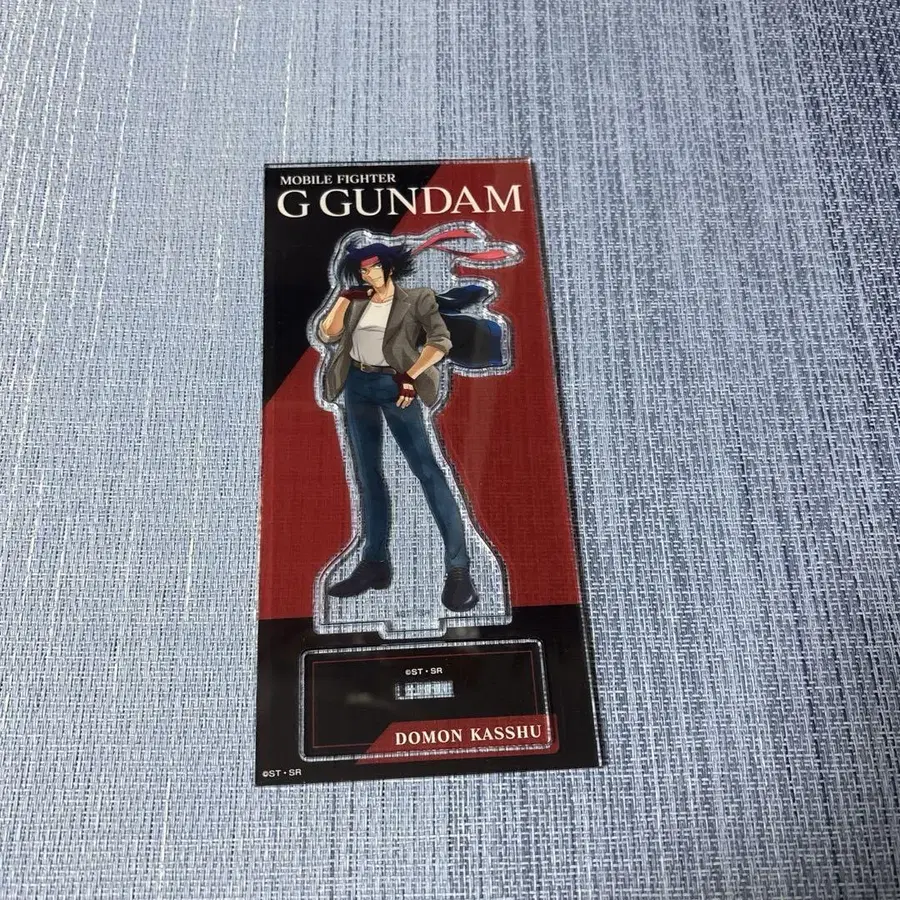 MOBILE FIGHTER
G GUNDAM
©ST・SR
DOMON KASSHU
©ST・SR